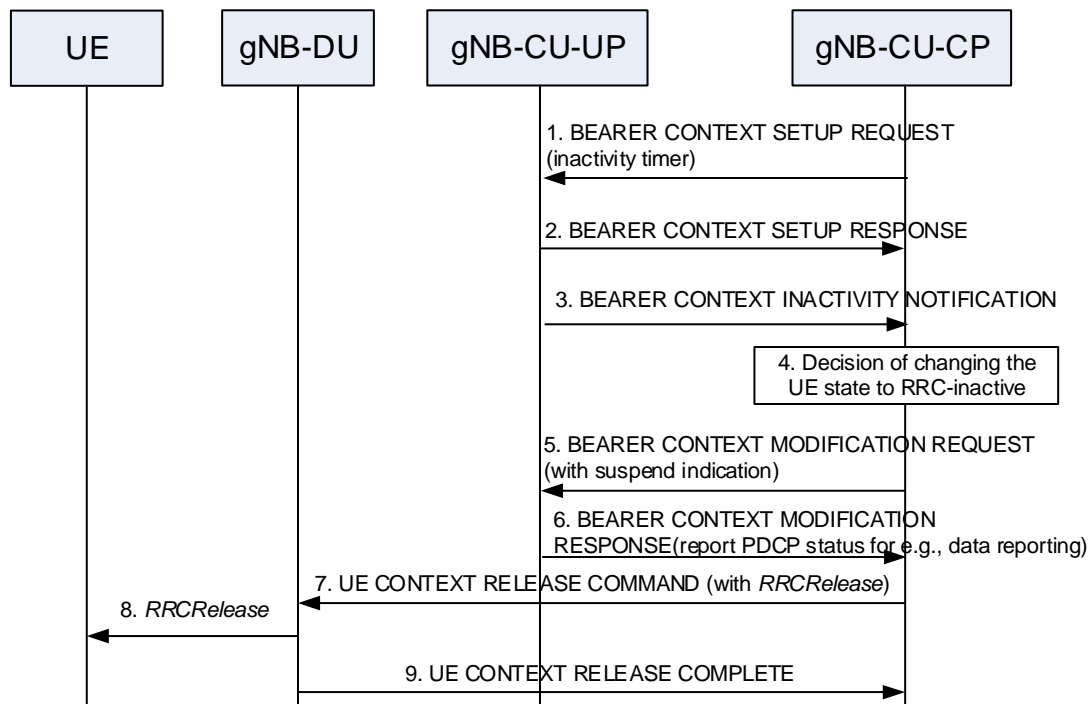 UE
gNB-DU
gNB-CU-UP
gNB-CU-CP
1. BEARER CONTEXT SETUP REQUEST
(inactivity timer)
2. BEARER CONTEXT SETUP RESPONSE
3. BEARER CONTEXT INACTIVITY NOTIFICATION
4. Decision of changing the
UE state to RRC-inactive
5. BEARER CONTEXT MODIFICATION REQUEST
(with suspend indication)
6. BEARER CONTEXT MODIFICATION
RESPONSE(report PDCP status for e.g., data reporting)
7. UE CONTEXT RELEASE COMMAND (with RRCRelease)
8. RRCRelease
9. UE CONTEXT RELEASE COMPLETE